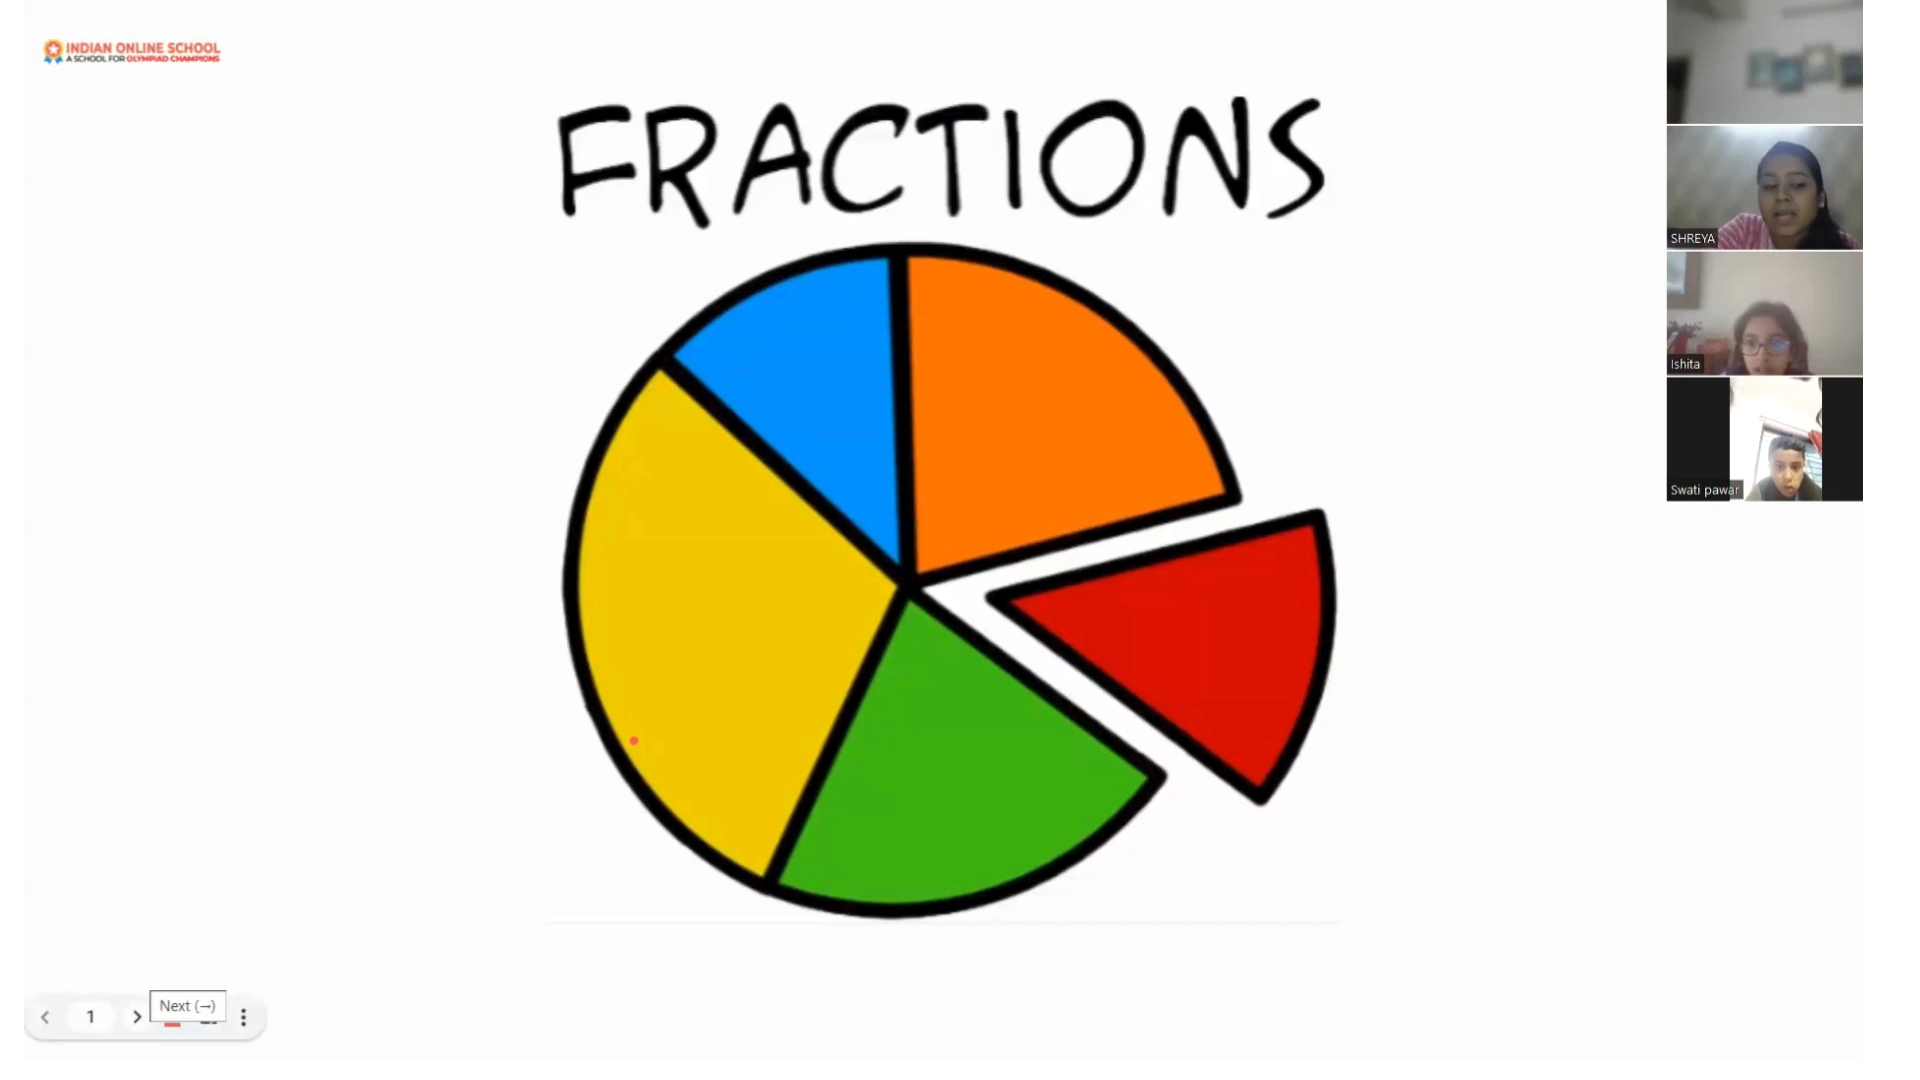 INDIAN ONLINE SCHOOL
A SCHOOL FOR OLYMPIAD CHAMPIONS
FRACTIONS
SHREYA
Ishita
Swati pawar
Next (→)
1